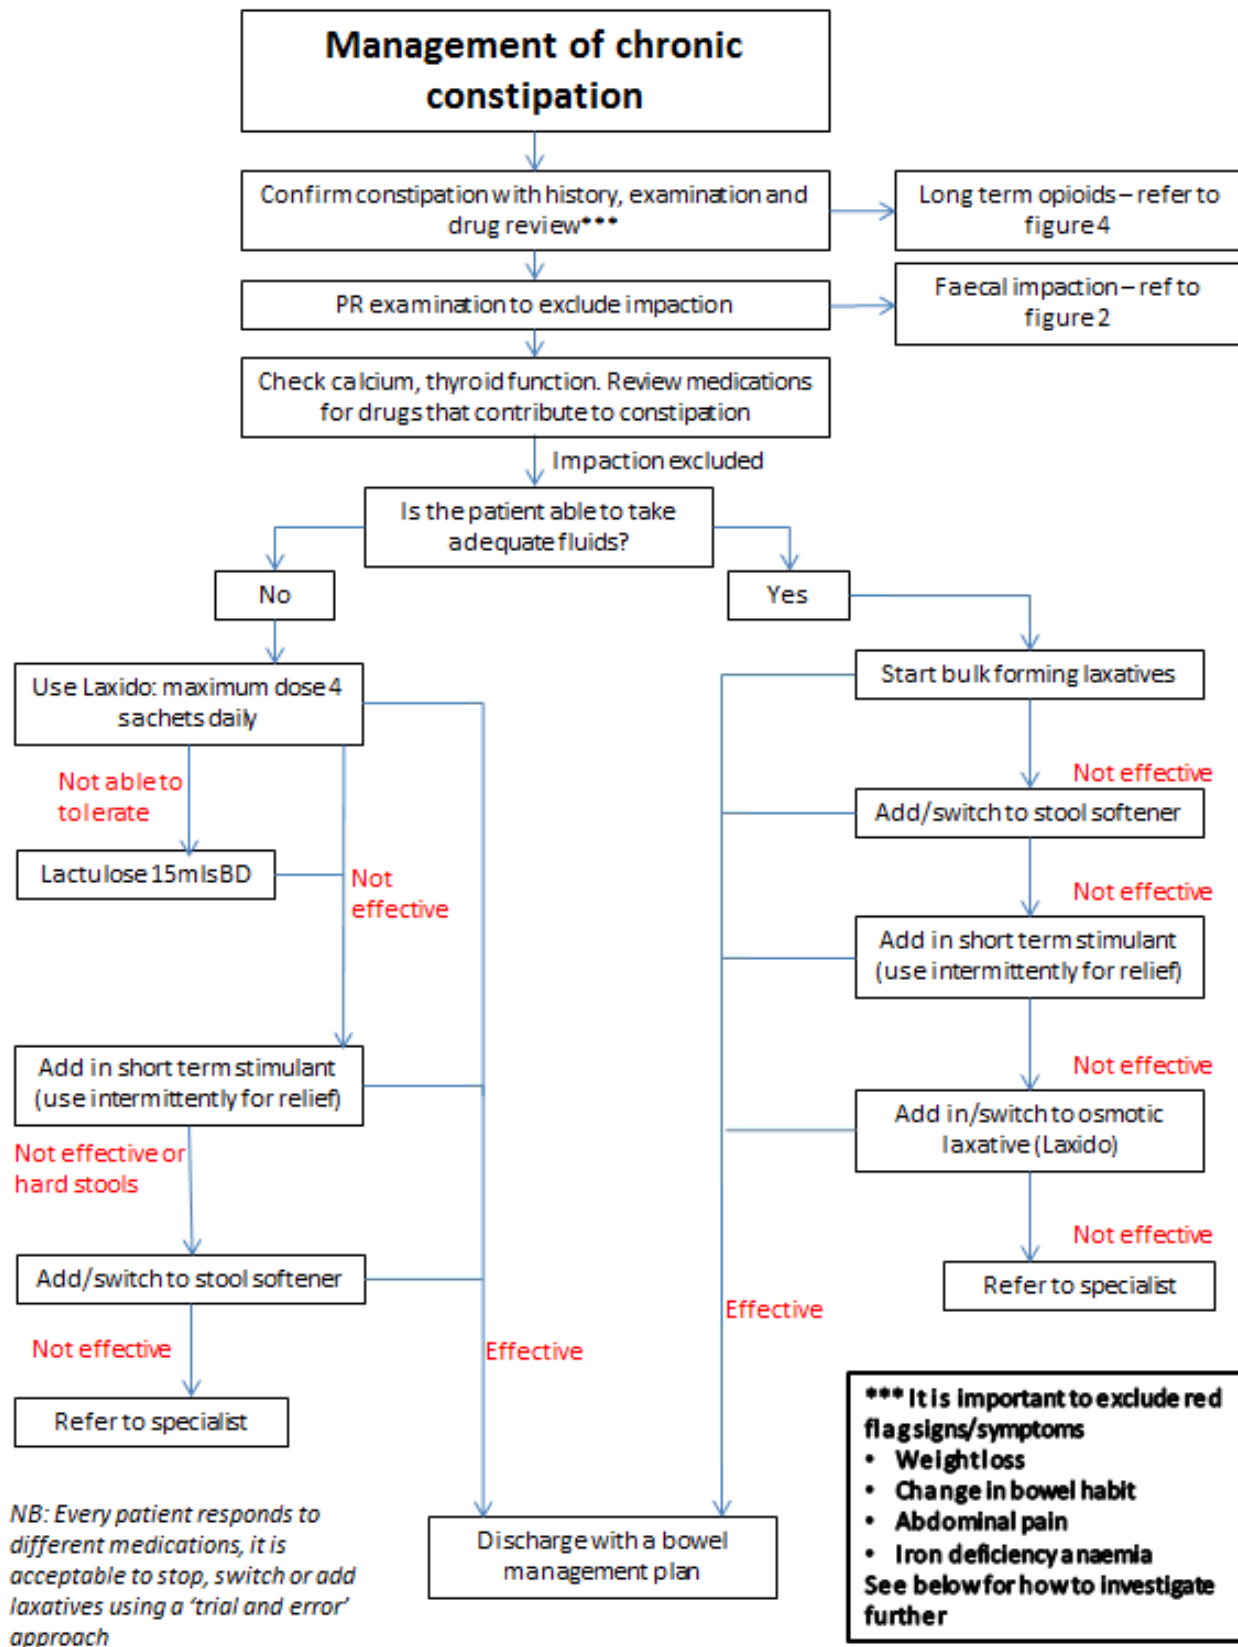 Management of chronic
constipation
Confirm constipation with history, examination and
drug review***
Long term opioids – refer to
figure 4
PR examination to exclude impaction
Faecal impaction – ref to
figure 2
Check calcium, thyroid function. Review medications
for drugs that contribute to constipation
Impaction excluded
Is the patient able to take
adequate fluids?
No
Yes
Use Laxido: maximum dose 4
sachets daily
Start bulk forming laxatives
Not able to
tolerate
Not effective
Add/switch to stool softener
Lactulose 15mls BD
Not
effective
Not effective
Add in short term stimulant
(use intermittently for relief)
Add in short term stimulant
(use intermittently for relief)
Not effective
Not effective or
hard stools
Add in/switch to osmotic
laxative (Laxido)
Not effective
Add/switch to stool softener
Refer to specialist
Effective
Not effective
Effective
Refer to specialist
*** It is important to exclude red
flag signs/symptoms
• Weight loss
• Change in bowel habit
• Abdominal pain
• Iron deficiency anaemia
See below for how to investigate
further
NB: Every patient responds to
different medications, it is
acceptable to stop, switch or add
laxatives using a ‘trial and error’
approach
Discharge with a bowel
management plan